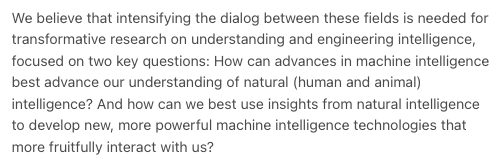 We believe that intensifying the dialog between these fields is needed for
transformative research on understanding and engineering intelligence,
focused on two key questions: How can advances in machine intelligence
best advance our understanding of natural (human and animal)
intelligence? And how can we best use insights from natural intelligence
to develop new, more powerful machine intelligence technologies that
more fruitfully interact with us?